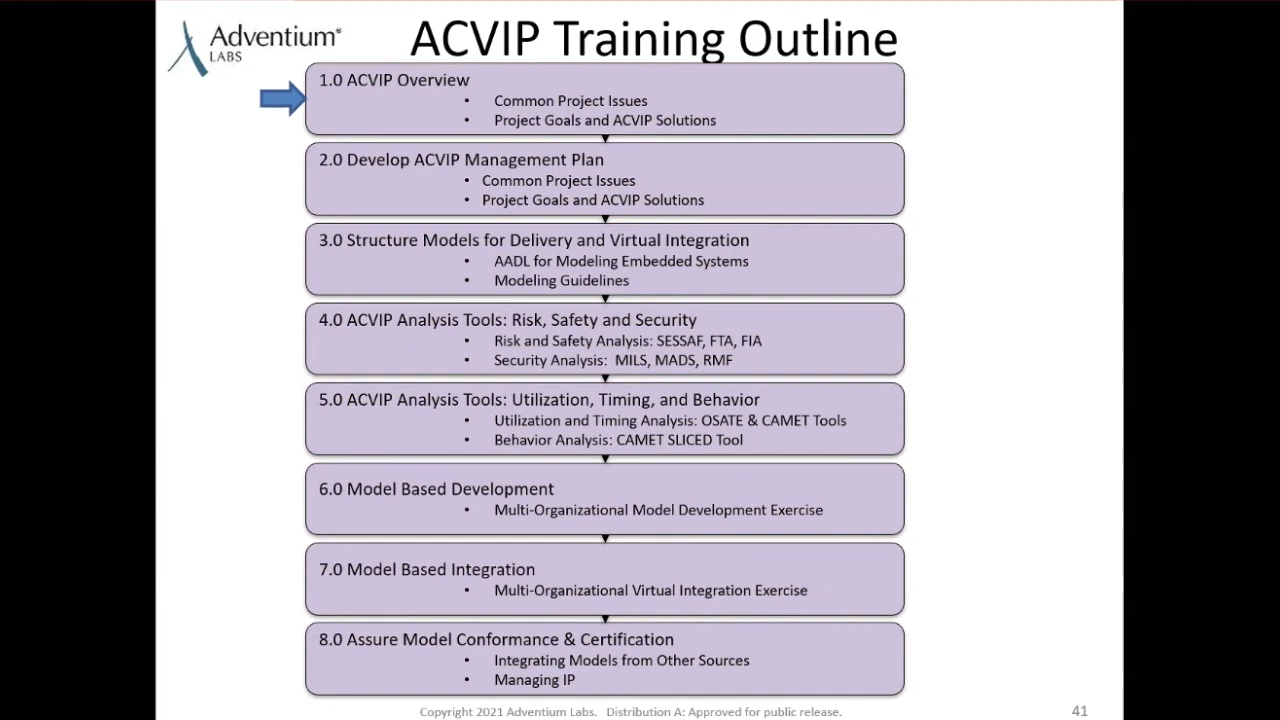 Adventium®
LABS
ACVIP Training Outline
1.0 ACVIP Overview
• Common Project Issues
• Project Goals and ACVIP Solutions
2.0 Develop ACVIP Management Plan
• Common Project Issues
• Project Goals and ACVIP Solutions
3.0 Structure Models for Delivery and Virtual Integration
• AADL for Modeling Embedded Systems
• Modeling Guidelines
4.0 ACVIP Analysis Tools: Risk, Safety and Security
• Risk and Safety Analysis: SESSAF, FTA, FIA
• Security Analysis:  MILS, MADS, RMF
5.0 ACVIP Analysis Tools: Utilization, Timing, and Behavior
• Utilization and Timing Analysis: OSATE & CAMET Tools
• Behavior Analysis: CAMET SLICED Tool
6.0 Model Based Development
• Multi-Organizational Model Development Exercise
7.0 Model Based Integration
• Multi-Organizational Virtual Integration Exercise
8.0 Assure Model Conformance & Certification
• Integrating Models from Other Sources
• Managing IP
Copyright 2021 Adventium Labs.   Distribution A: Approved for public release.
41